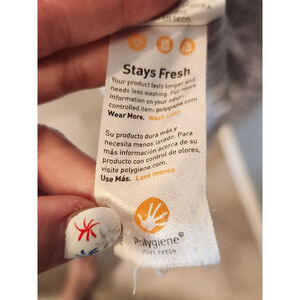 EN SECO
Stays Fresh
Your product lasts longer and
needs less washing. For more
information on your odor-
controlled item: polygiene.com
Wear More. Wash Less.
Su producto dura más y
necesita menos lavado. Para
más información acerca de su
producto con control de olores,
visite polygiene.com.
Use Más. Lave menos
Polygiene®
STAYS FRESH